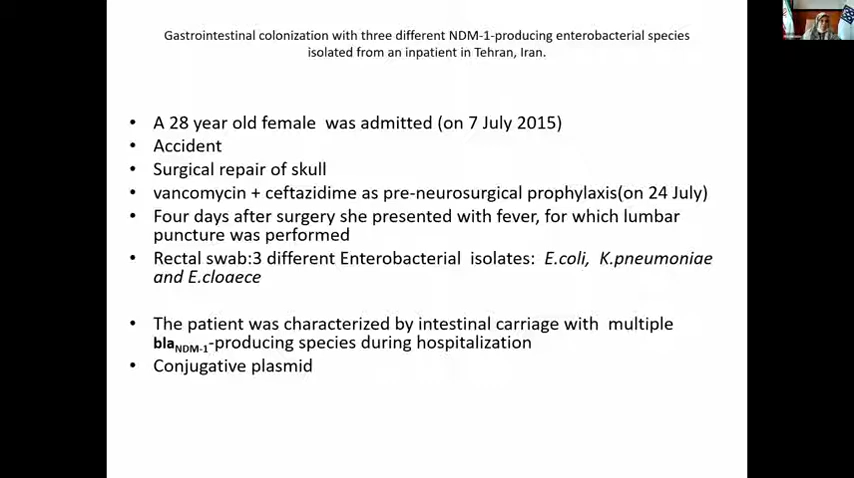 Gastrointestinal colonization with three different NDM-1-producing enterobacterial species
isolated from an inpatient in Tehran, Iran.
• A 28 year old female was admitted (on 7 July 2015)
• Accident
• Surgical repair of skull
• vancomycin + ceftazidime as pre-neurosurgical prophylaxis(on 24 July)
• Four days after surgery she presented with fever, for which lumbar
puncture was performed
• Rectal swab:3 different Enterobacterial isolates: E.coli, K.pneumoniae
and E.cloaece
• The patient was characterized by intestinal carriage with multiple
blaNDM-1-producing species during hospitalization
• Conjugative plasmid